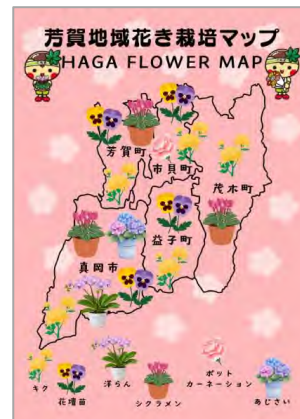 芳賀地域花き栽培マップ
HAGA FLOWER MAP
芳賀町
市貝町
茂木町
益子町
真岡市
キク
花壇苗
洋らん
シクラメン
ポット
カーネーション
あじさい